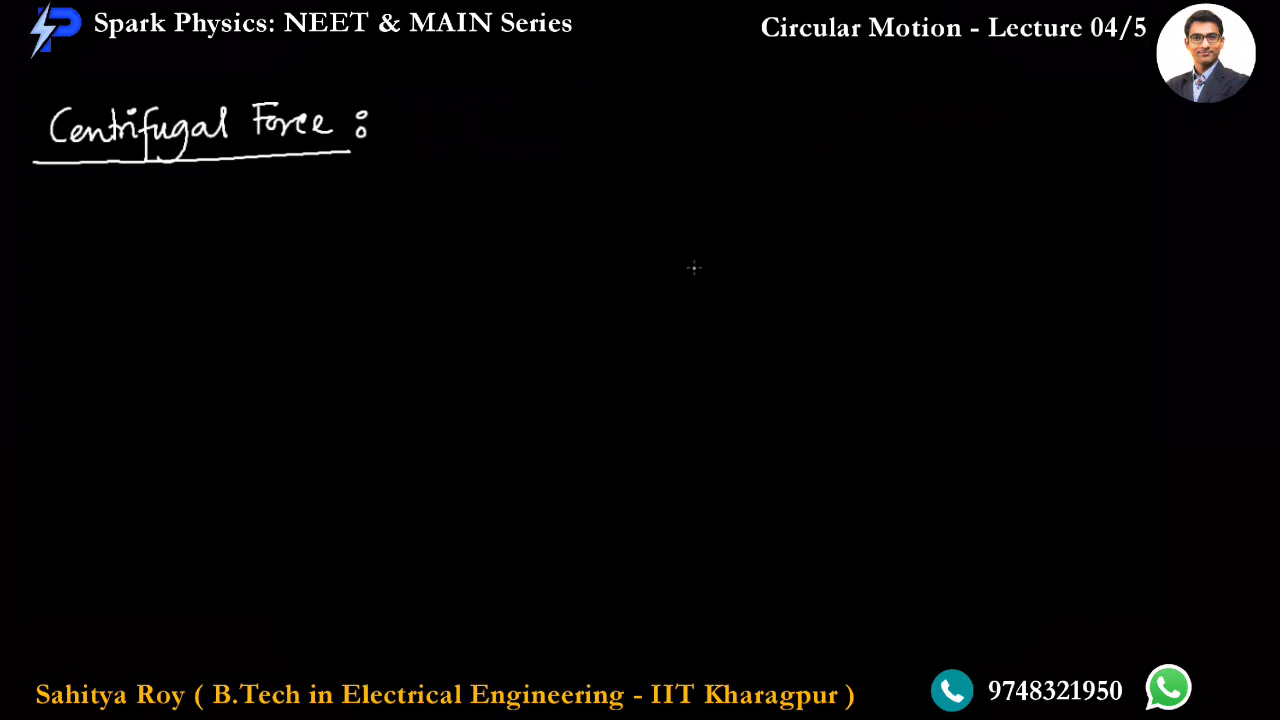 Spark Physics: NEET & MAIN Series
Circular Motion - Lecture 04/5
Centrifugal Force :
Sahitya Roy ( B.Tech in Electrical Engineering - IIT Kharagpur )
9748321950